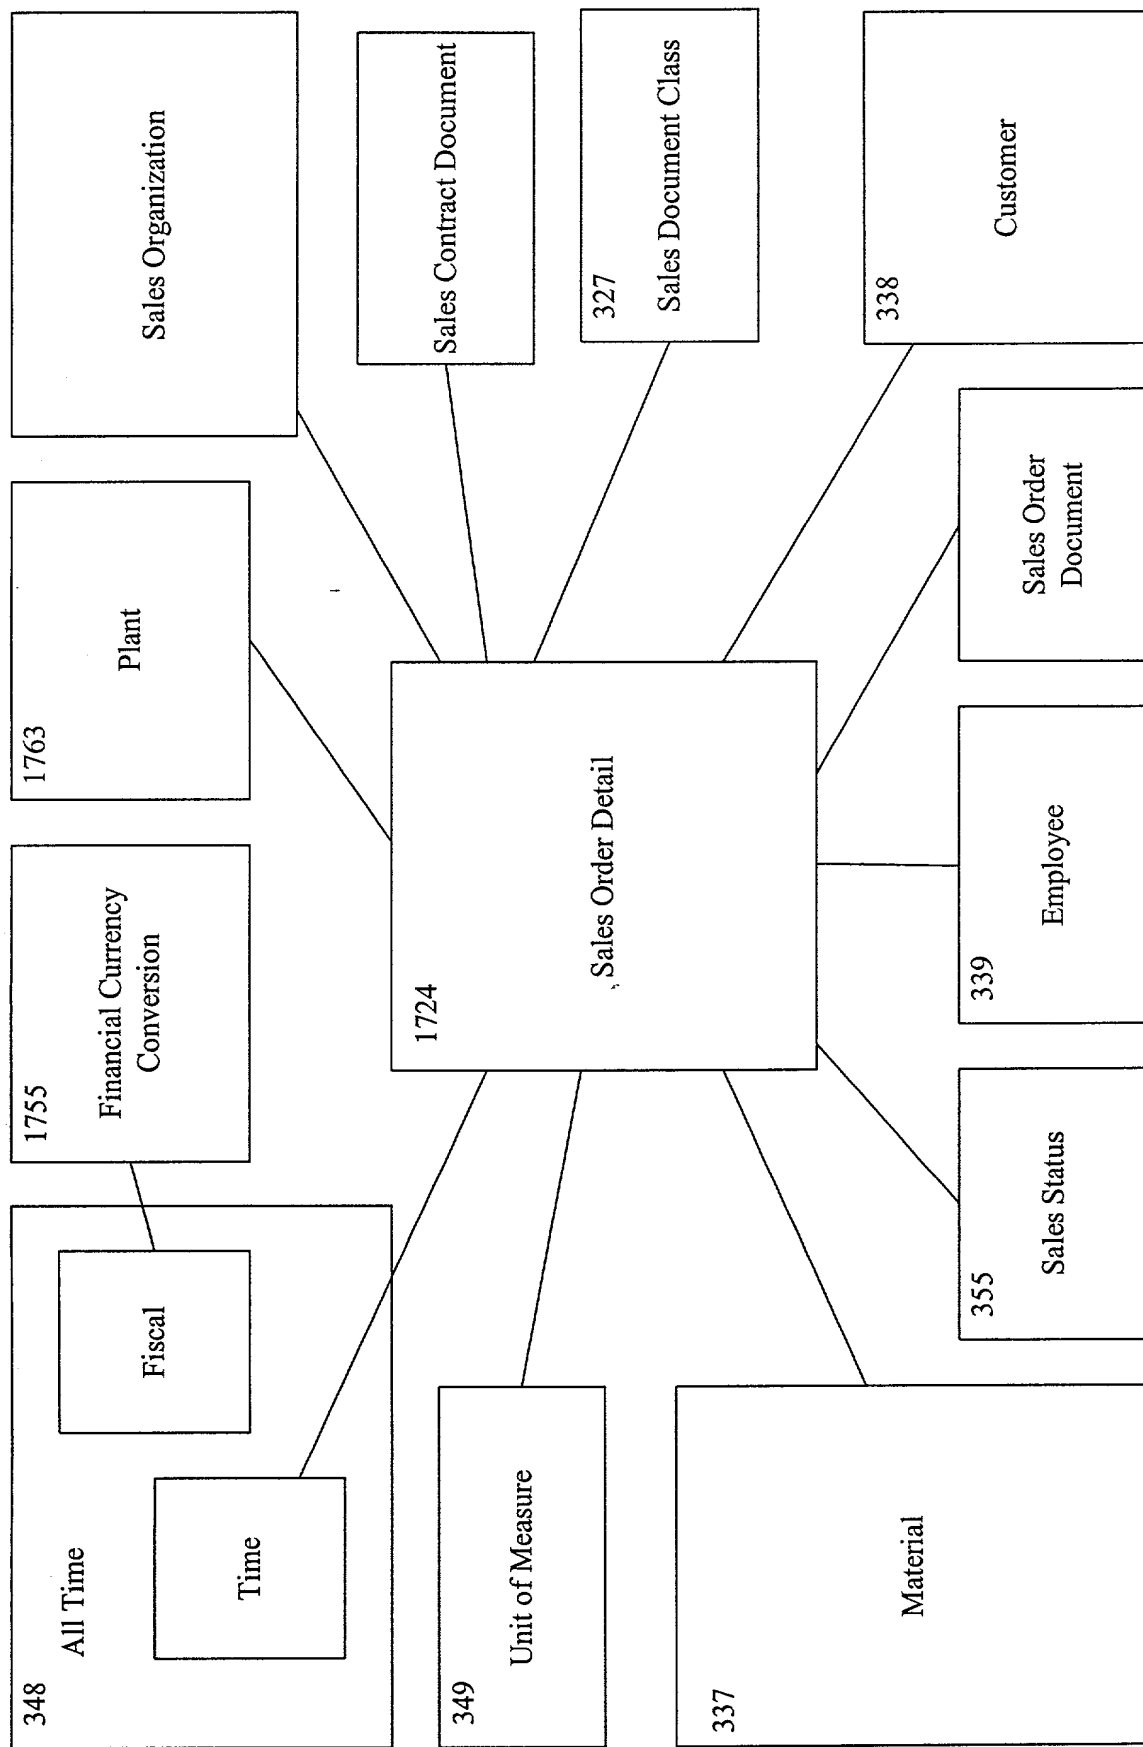 348
All Time
Time
Fiscal
1755
Financial Currency
Conversion
1763
Plant
Sales Organization
349
Unit of Measure
1724
Sales Order Detail
Sales Contract Document
327
Sales Document Class
337
Material
355
Sales Status
339
Employee
Sales Order
Document
338
Customer